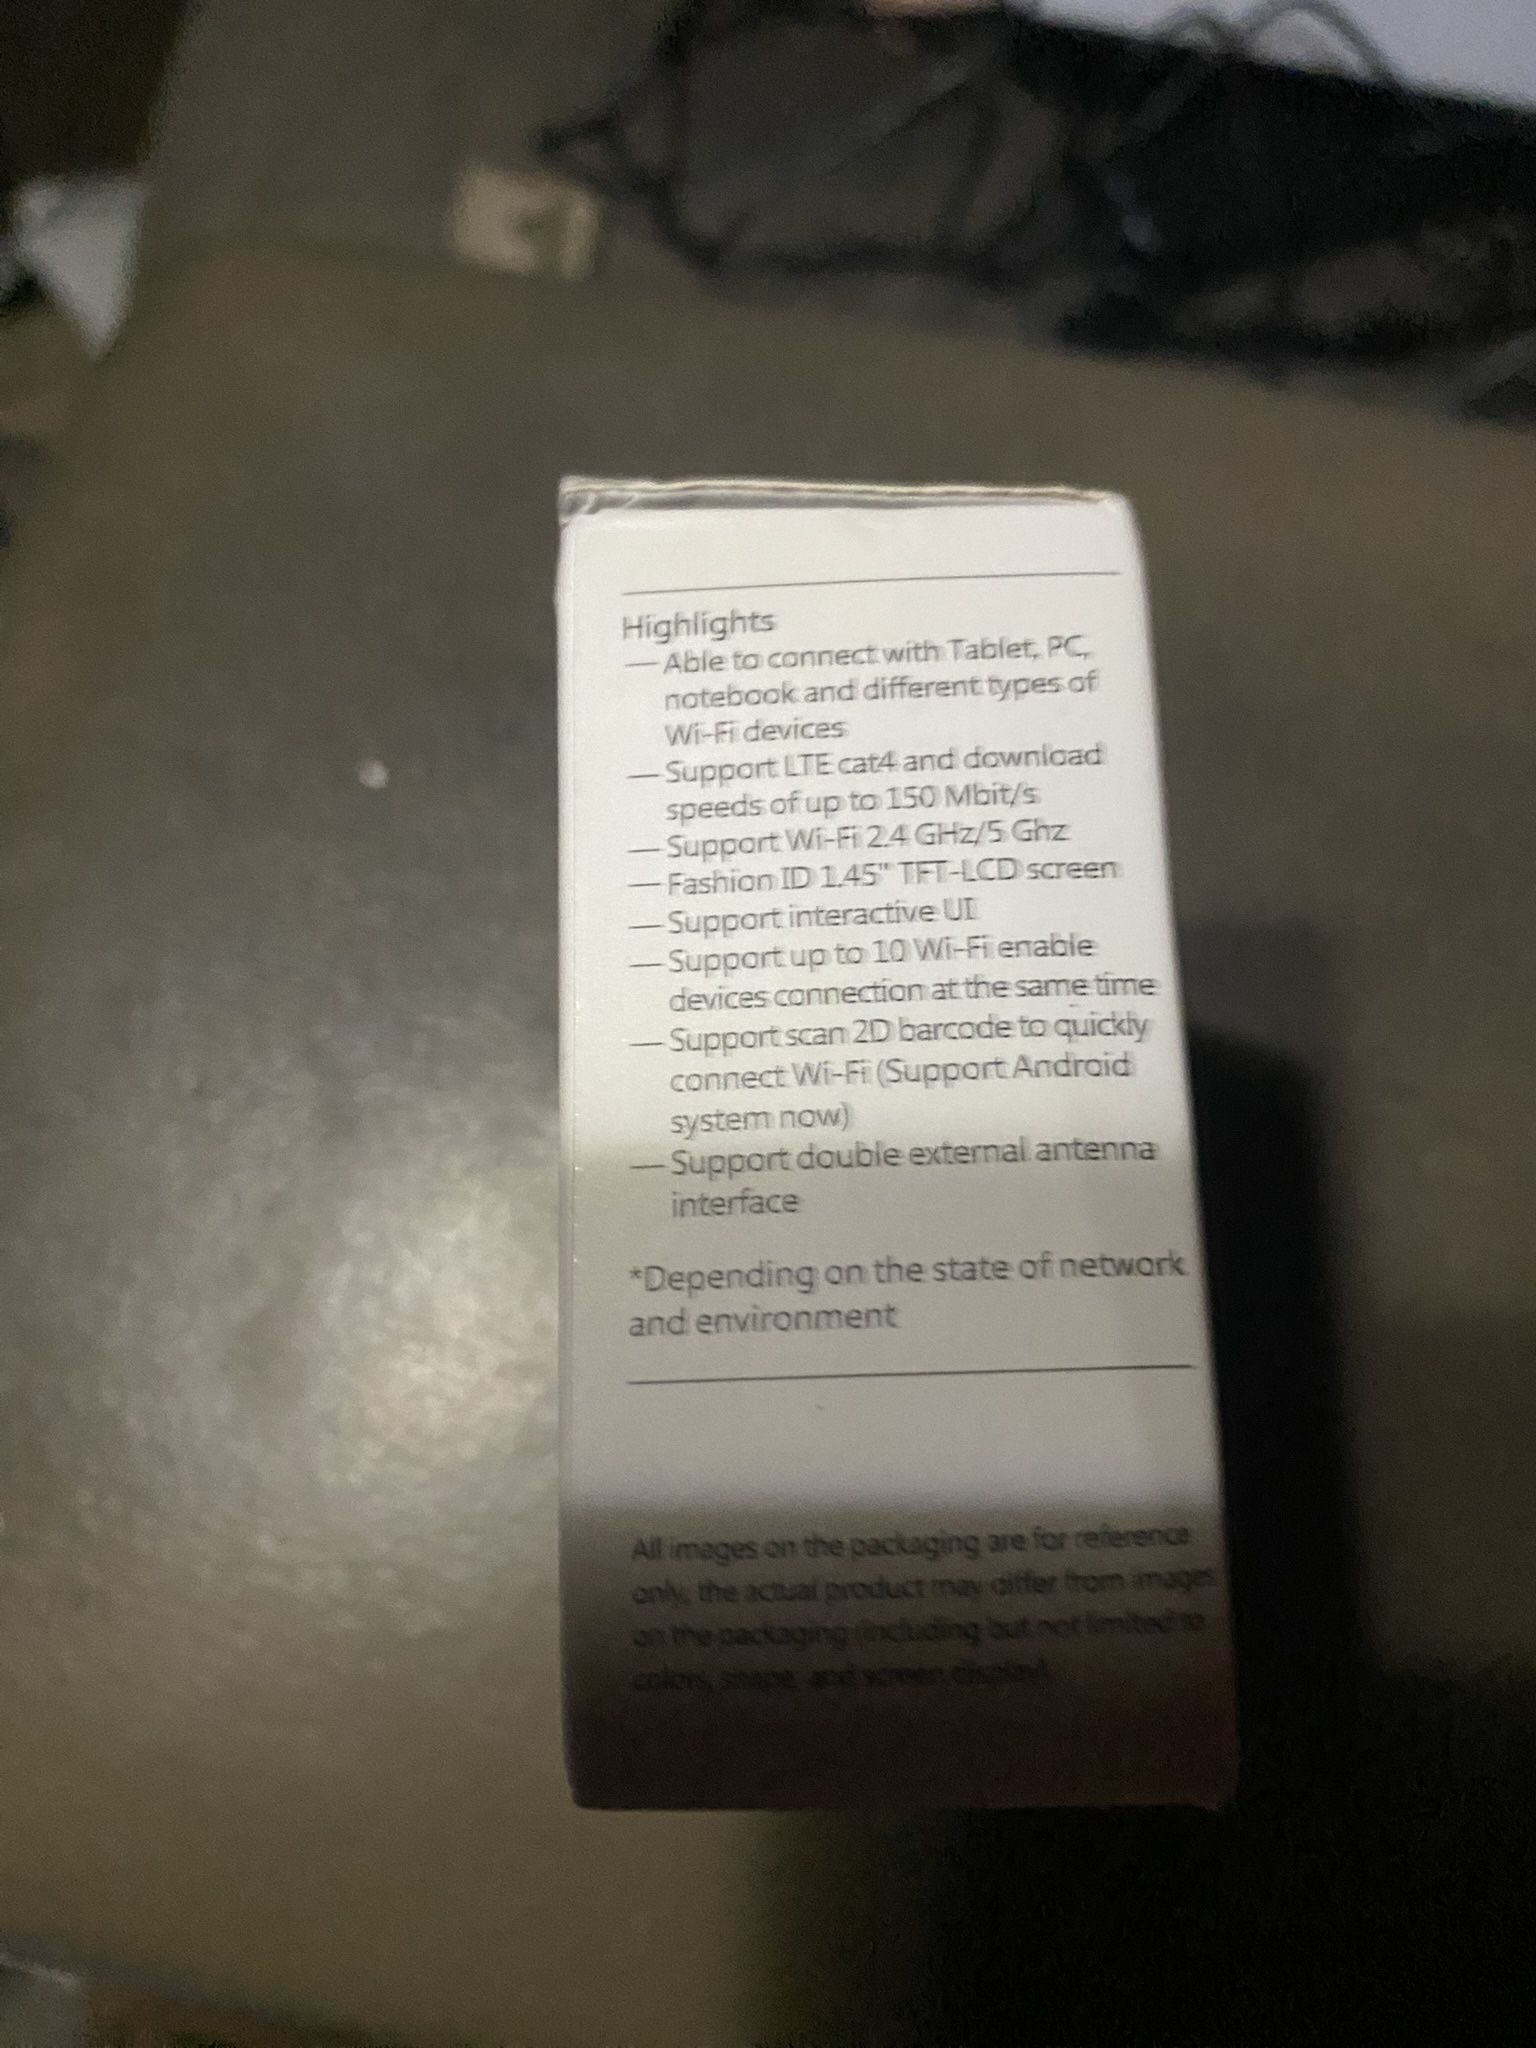 Highlights
— Able to connect with Tablet, PC,
notebook and different types of
Wi-Fi devices
— Support LTE cat4 and download
speeds of up to 150 Mbit/s
— Support Wi-Fi 2.4 GHz/5 Ghz
— Fashion ID 1.45" TFT-LCD screen
— Support interactive UI
— Support up to 10 Wi-Fi enable
devices connection at the same time
— Support scan 2D barcode to quickly
connect Wi-Fi (Support Android
system now)
— Support double external antenna
interface
*Depending on the state of network
and environment
All images on the packaging are for reference
only, the actual product may differ from images
on the packaging (including but not limited to
colors, shape, and screen display).